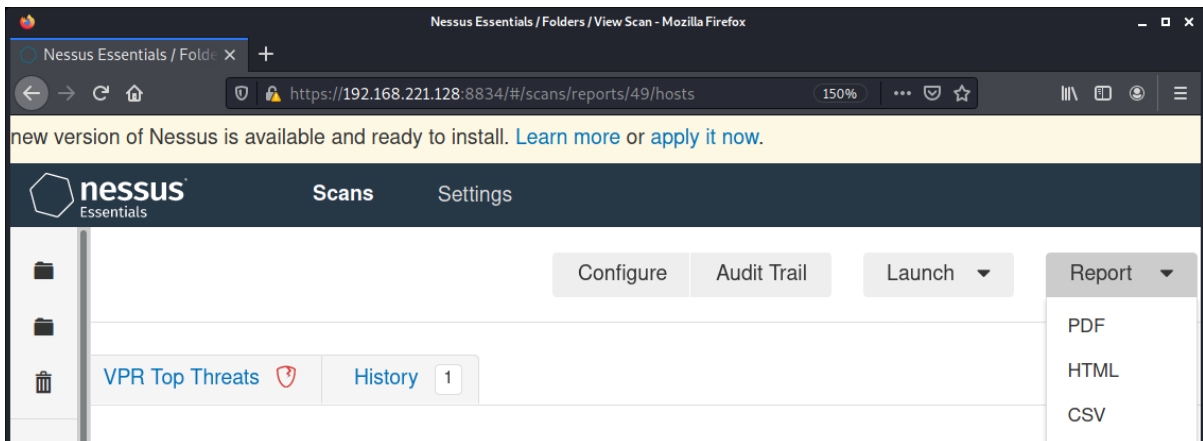 Nessus Essentials / Folders / View Scan - Mozilla Firefox
Nessus Essentials / Folde
https://192.168.221.128:8834/#/scans/reports/49/hosts 150%
new version of Nessus is available and ready to install. Learn more or apply it now.
nessus Scans Settings
Essentials
Configure Audit Trail Launch Report
PDF
VPR Top Threats History 1
HTML
CSV